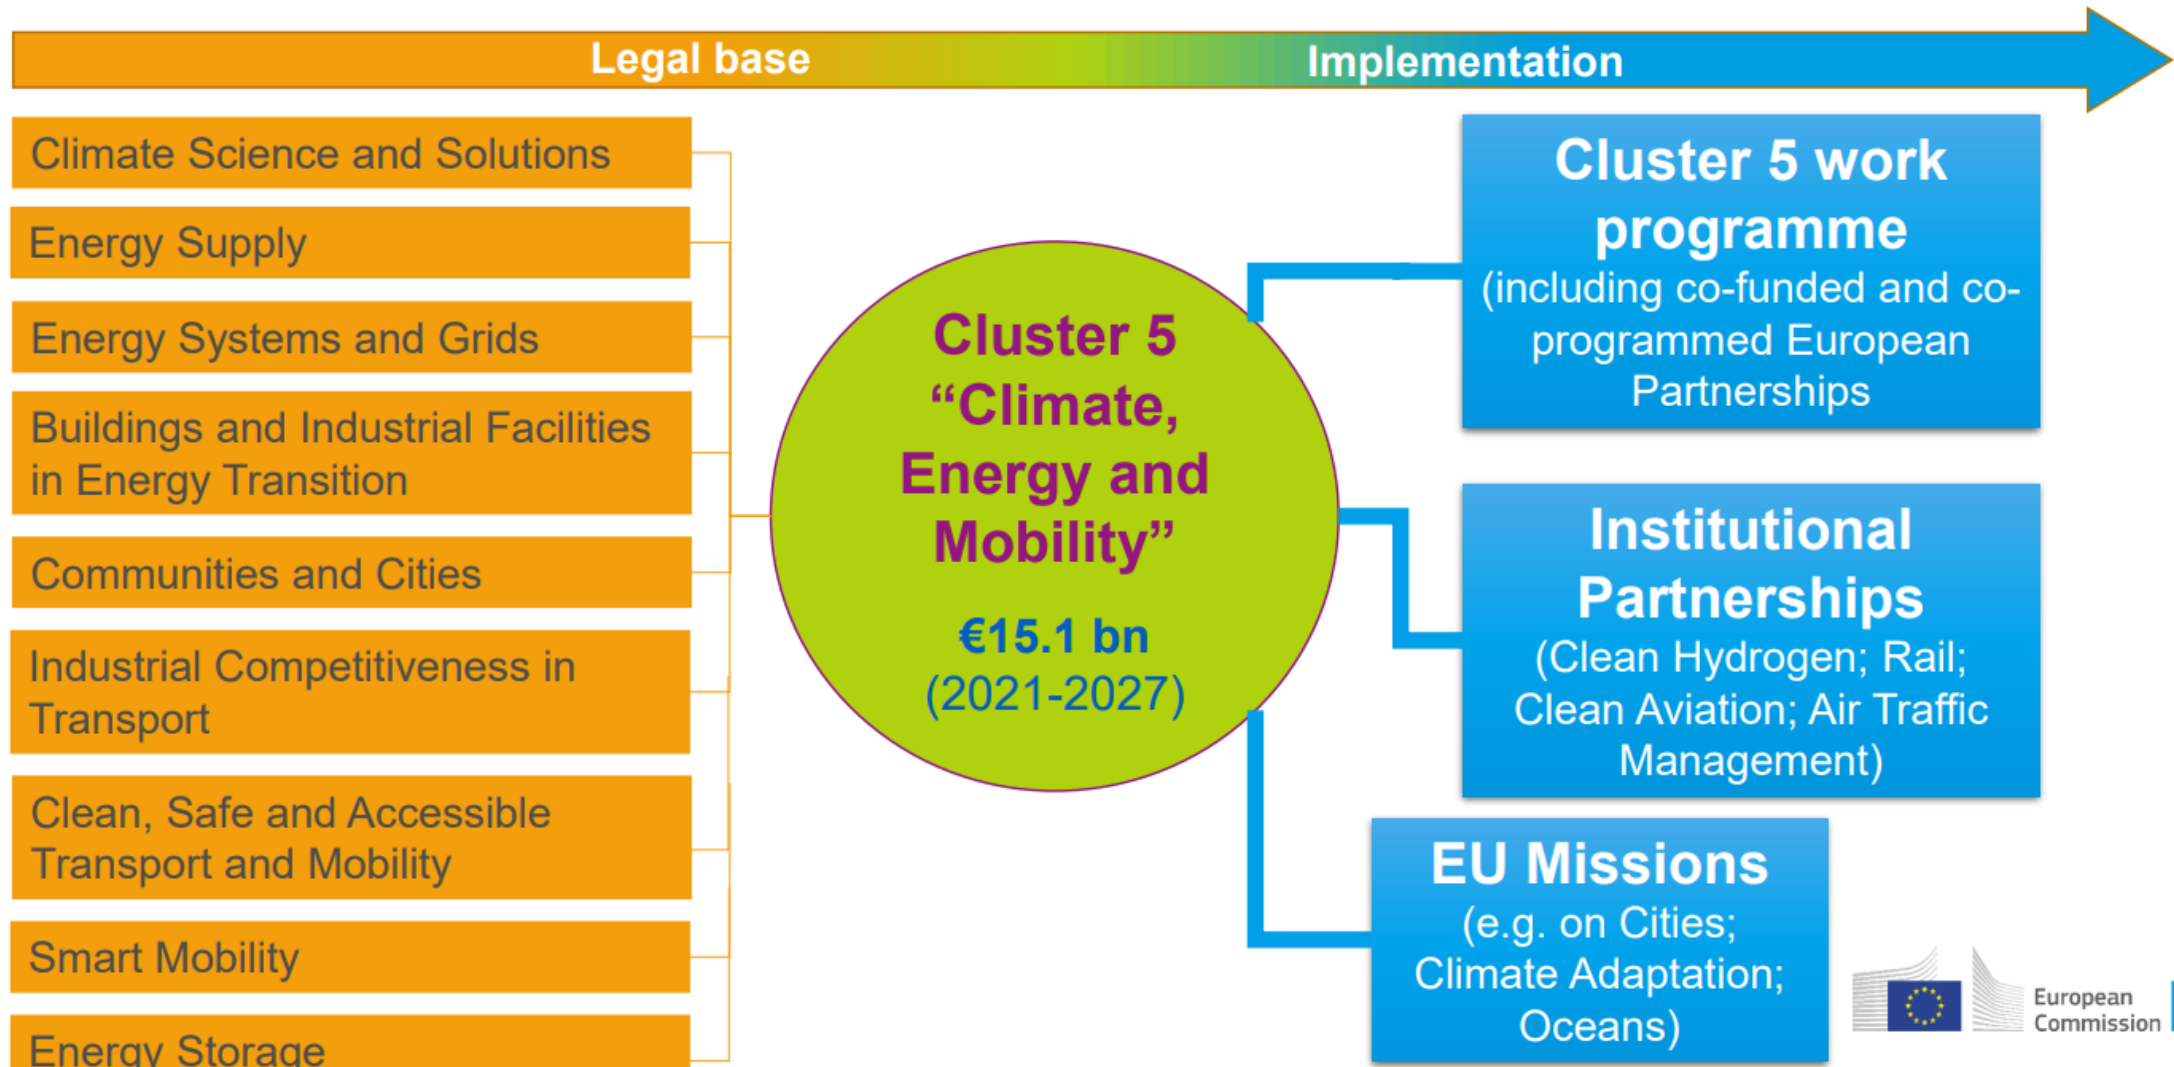 Legal base
Implementation
Climate Science and Solutions
Energy Supply
Energy Systems and Grids
Buildings and Industrial Facilities
in Energy Transition
Communities and Cities
Industrial Competitiveness in
Transport
Clean, Safe and Accessible
Transport and Mobility
Smart Mobility
Energy Storage
Cluster 5
“Climate,
Energy and
Mobility”
€15.1 bn
(2021-2027)
Cluster 5 work
programme
(including co-funded and co-
programmed European
Partnerships
Institutional
Partnerships
(Clean Hydrogen; Rail;
Clean Aviation; Air Traffic
Management)
EU Missions
(e.g. on Cities;
Climate Adaptation;
Oceans)
European
Commission